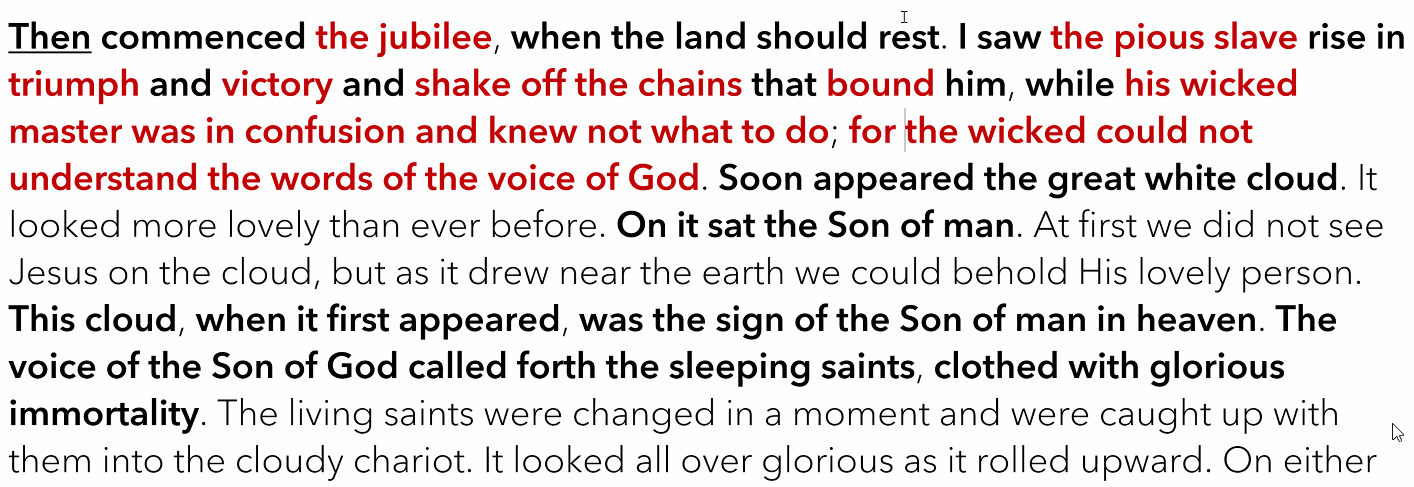 Then commenced the jubilee, when the land should rest. I saw the pious slave rise in
triumph and victory and shake off the chains that bound him, while his wicked
master was in confusion and knew not what to do; for the wicked could not
understand the words of the voice of God. Soon appeared the great white cloud. It
looked more lovely than ever before. On it sat the Son of man. At first we did not see
Jesus on the cloud, but as it drew near the earth we could behold His lovely person.
This cloud, when it first appeared, was the sign of the Son of man in heaven. The
voice of the Son of God called forth the sleeping saints, clothed with glorious
immortality. The living saints were changed in a moment and were caught up with
them into the cloudy chariot. It looked all over glorious as it rolled upward. On either